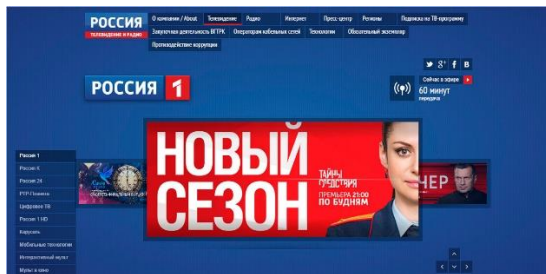 РОССИЯ
ТЕЛЕВИДЕНИЕ И РАДИО
О компании / About Телевидение Радио Интернет Пресс-центр Регионы Подписка на ТВ-программу
Закупочная деятельность ВГТРК Операторам кабельных сетей Технологии Обязательный экземпляр
Противодействие коррупции
РОССИЯ 1
Сейчас в эфире
60 минут
передача
НОВЫЙ
СЕЗОН
ТАЙНЫ
СЛЕДСТВИЯ
ПРЕМЬЕРА 21:00
ПО БУДНЯМ
Россия 1
Россия К
Россия 24
РТР-Планета
Цифровое ТВ
Россия 1 HD
Карусель
Мобильные технологии
Интерактивный мульт
Мульт в кино